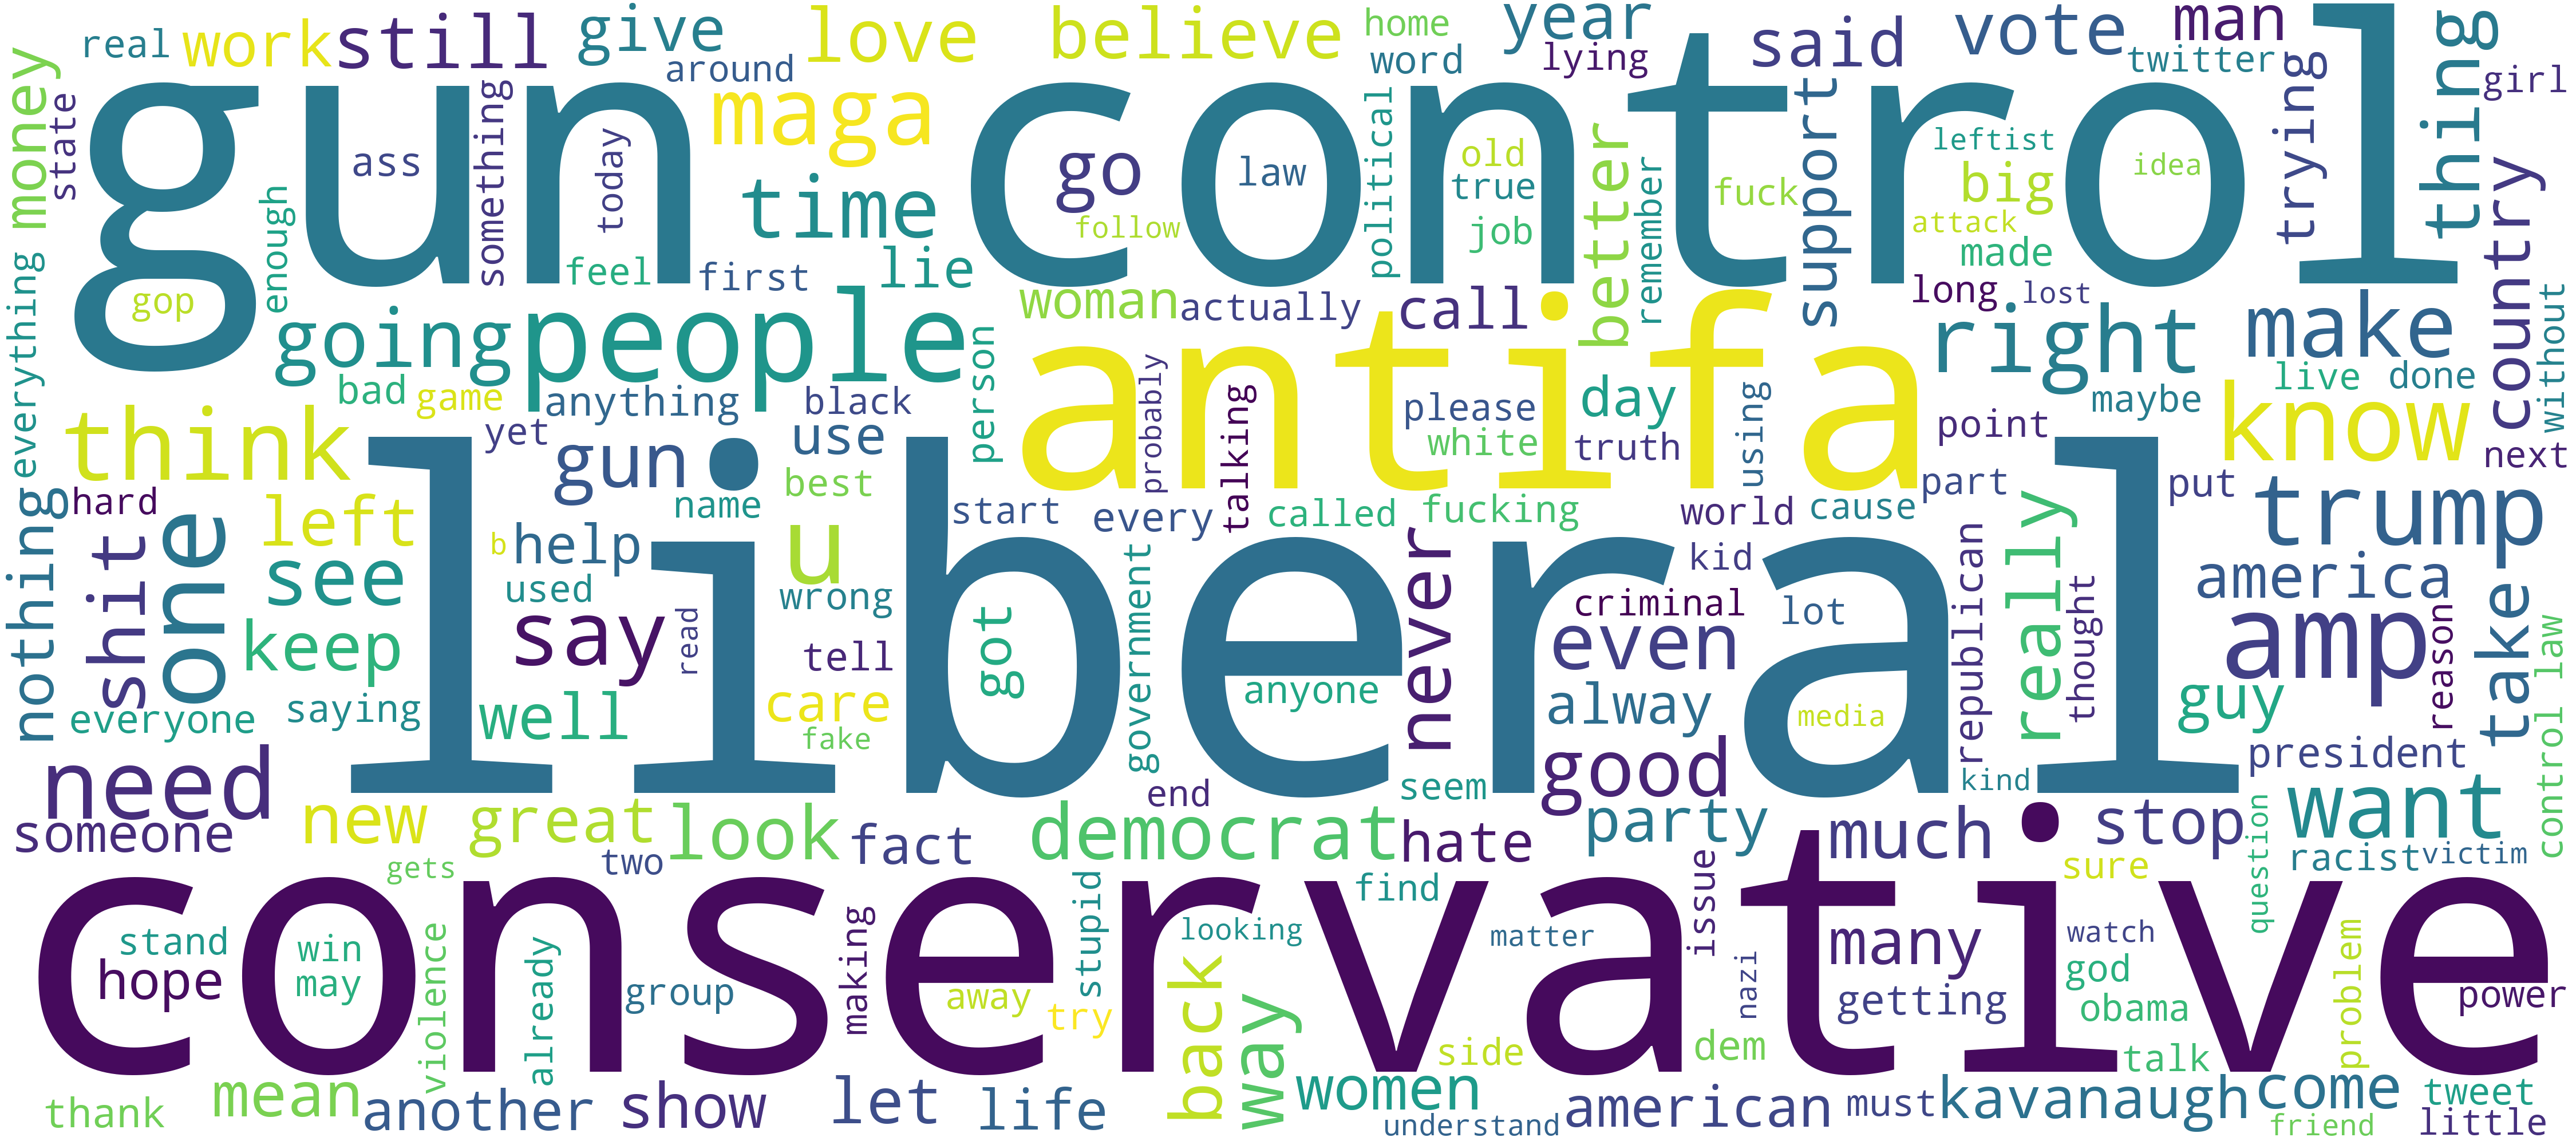 gun control
liberal
conservative
antifa
people
maga
real
work
still
give
around
love
believe
home
word
year
lying
said
vote
man
twitter
girl
thing
trying
money
state
ass
something
today
time
go
law
follow
political
old
true
job
better
remember
fuck
support
leftist
big
idea
attack
made
long
lost
country
everything
gop
enough
feel
first
lie
woman
actually
call
right
make
without
going
bad
game
anything
black
person
probably
talking
please
white
day
truth
using
point
maybe
live
done
know
next
think
yet
gun
use
best
name
start
every
called
fucking
world
cause
part
put
trump
nothing
hard
shit
one
left
see
keep
b
help
used
u
wrong
say
read
tell
got
government
never
kid
criminal
even
lot
republican
really
thought
america
amp
reason
take
control law
everyone
saying
well
care
fake
anyone
alway
media
guy
president
need
someone
new
great
look
fact
gets
two
end
seem
good
kind
democrat
hate
party
much
stop
want
question
racist
victim
sure
stand
hope
win
may
violence
already
group
making
away
try
stupid
looking
find
matter
issue
nazi
many
getting
watch
god
obama
problem
power
back
way
side
dem
talk
thank
mean
another
show
let
life
women
understand
american
must
kavanaugh
come
tweet
friend
little